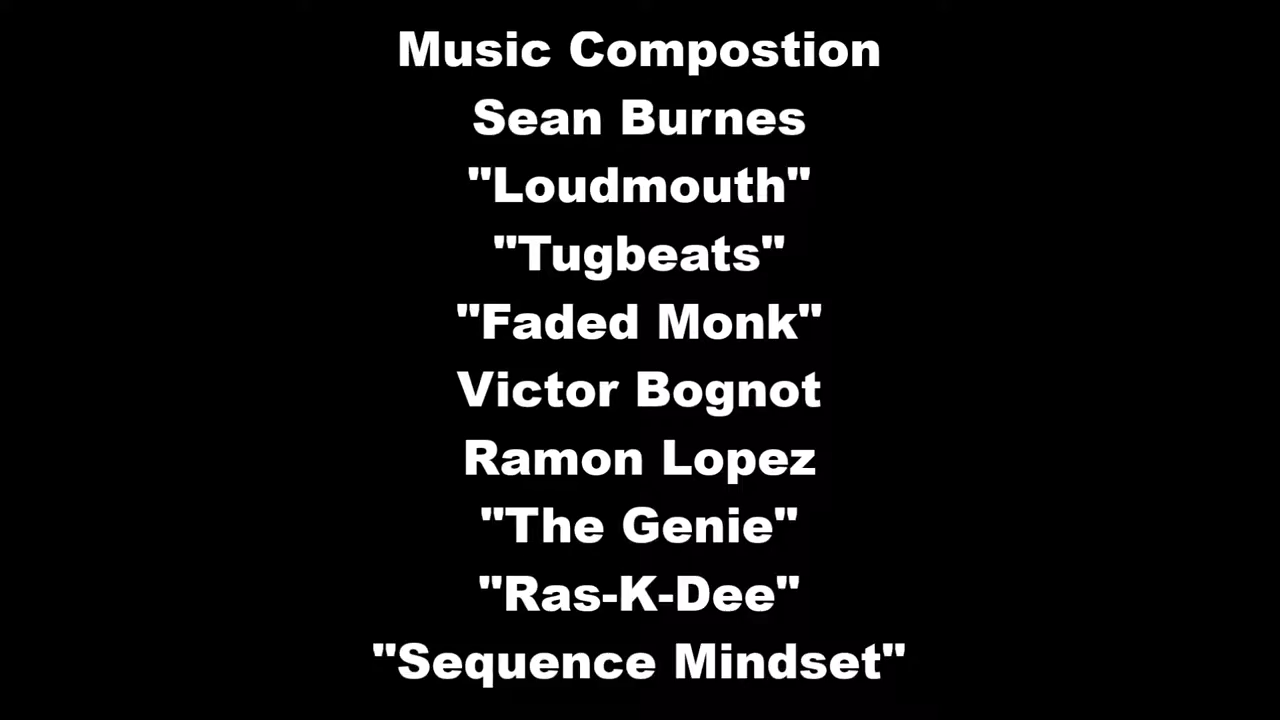 Music Compostion
Sean Burnes
"Loudmouth"
"Tugbeats"
"Faded Monk"
Victor Bognot
Ramon Lopez
"The Genie"
"Ras-K-Dee"
"Sequence Mindset"